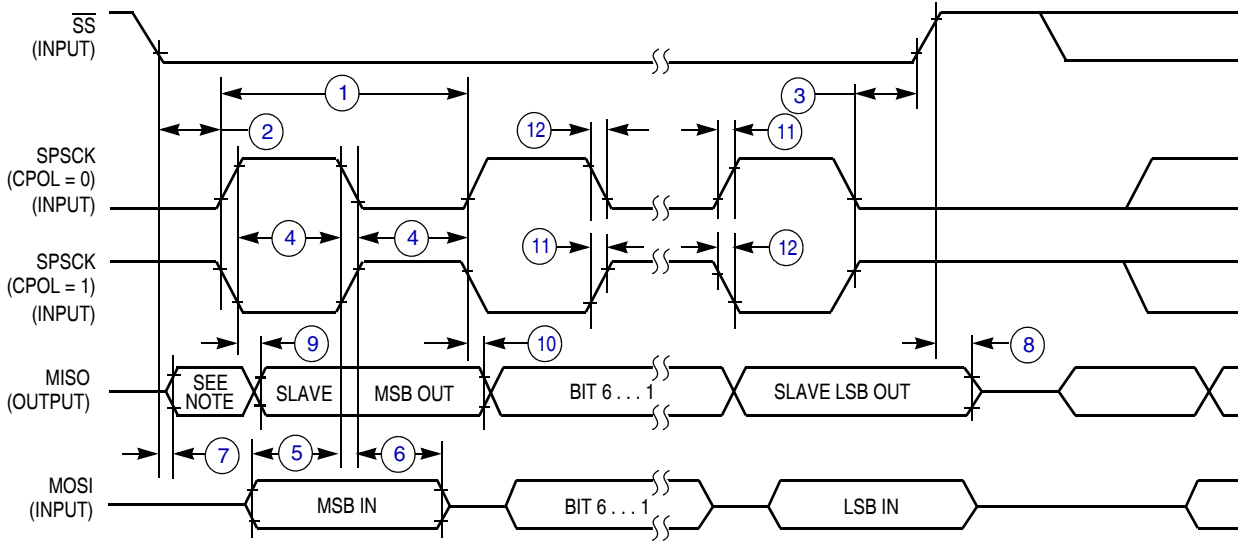 SS
(INPUT)
1
3
2
12
11
SPSCK
(CPOL = 0)
(INPUT)
4
4
11
12
SPSCK
(CPOL = 1)
(INPUT)
9
10
8
MISO
(OUTPUT)
SEE
NOTE
SLAVE
MSB OUT
BIT 6 . . . 1
SLAVE LSB OUT
7
5
6
MOSI
(INPUT)
MSB IN
BIT 6 . . . 1
LSB IN